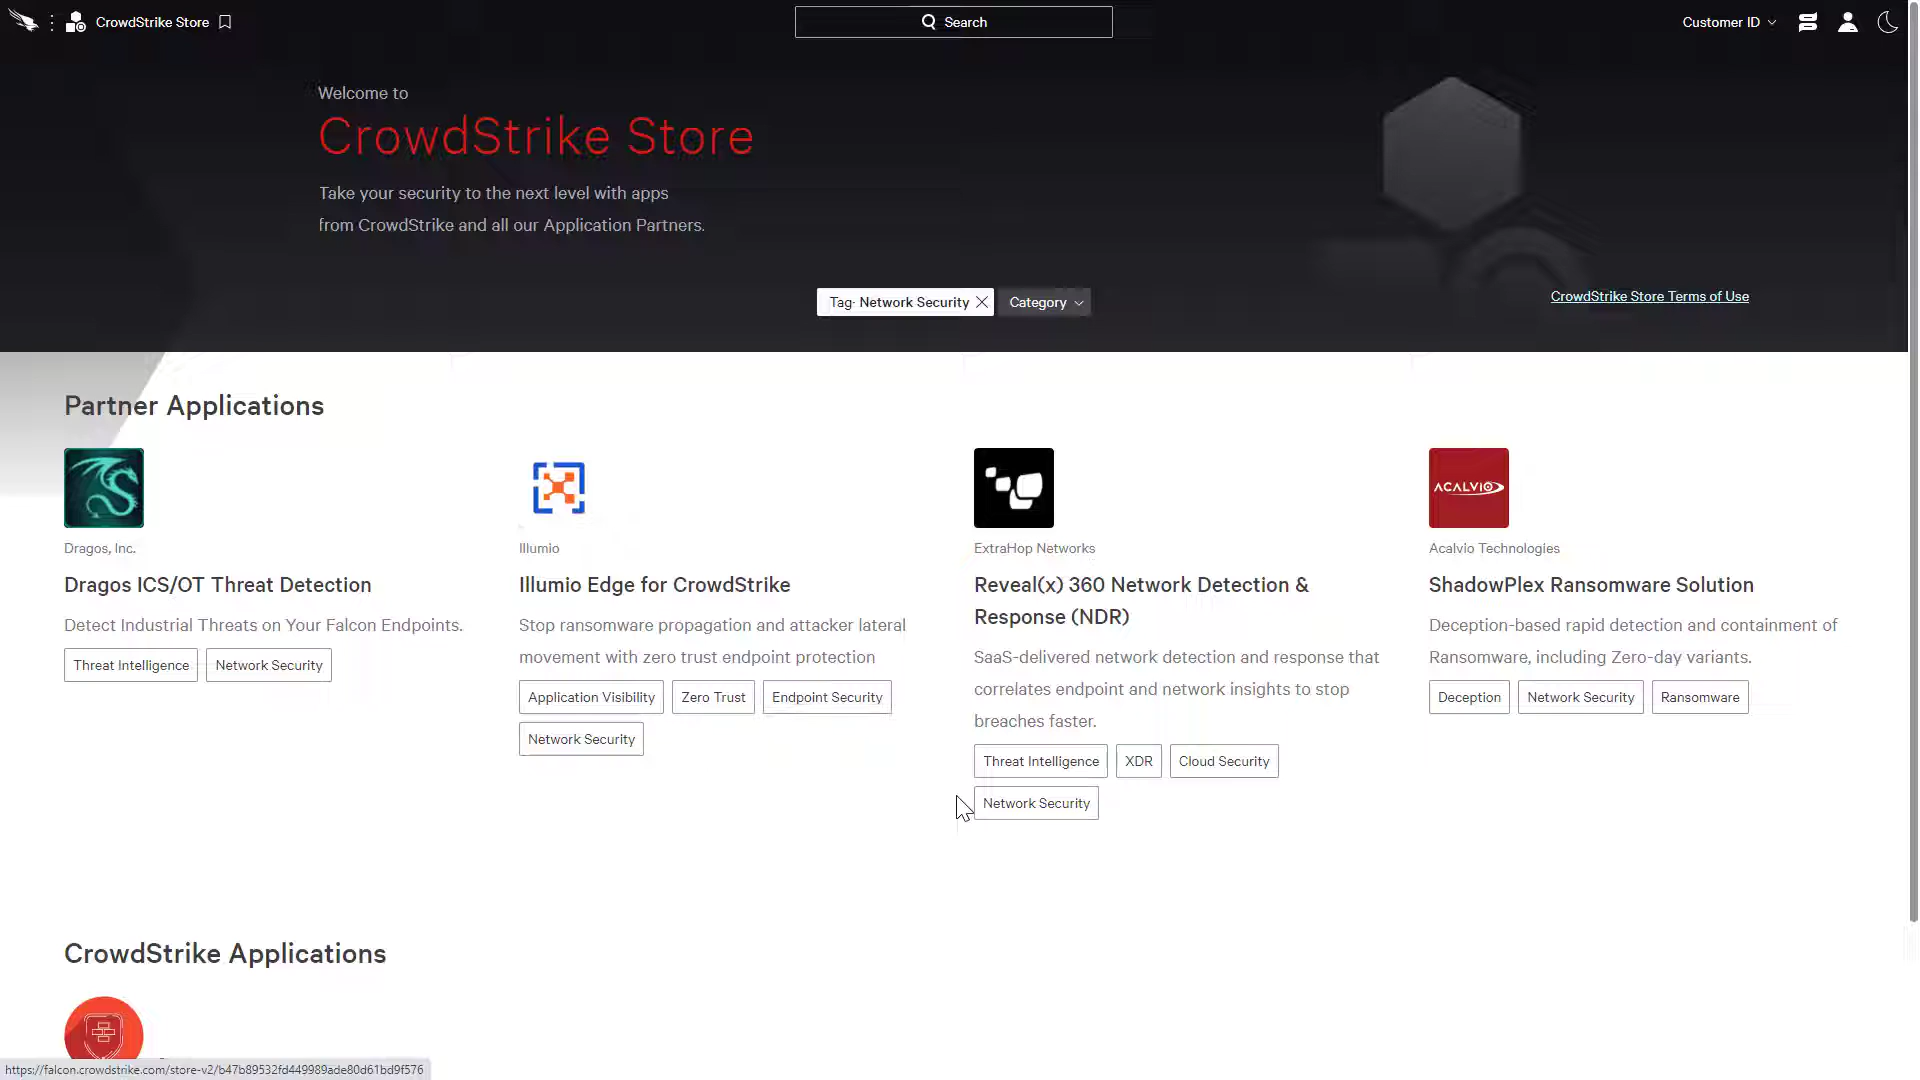 CrowdStrike Store
Search
Customer ID
Welcome to
CrowdStrike Store
Take your security to the next level with apps
from CrowdStrike and all our Application Partners.
Tag: Network Security
Category
CrowdStrike Store Terms of Use
Partner Applications
Dragos, Inc.
Dragos ICS/OT Threat Detection
Detect Industrial Threats on Your Falcon Endpoints.
Threat Intelligence
Network Security
Illumio
Illumio Edge for CrowdStrike
Stop ransomware propagation and attacker lateral
movement with zero trust endpoint protection
Application Visibility
Zero Trust
Endpoint Security
Network Security
ExtraHop Networks
Reveal(x) 360 Network Detection &
Response (NDR)
SaaS-delivered network detection and response that
correlates endpoint and network insights to stop
breaches faster.
Threat Intelligence
XDR
Cloud Security
Network Security
ACALVIO
Acalvio Technologies
ShadowPlex Ransomware Solution
Deception-based rapid detection and containment of
Ransomware, including Zero-day variants.
Deception
Network Security
Ransomware
CrowdStrike Applications
https://falcon.crowdstrike.com/store-v2/b47b89532fd449989ade80d61bd9f576